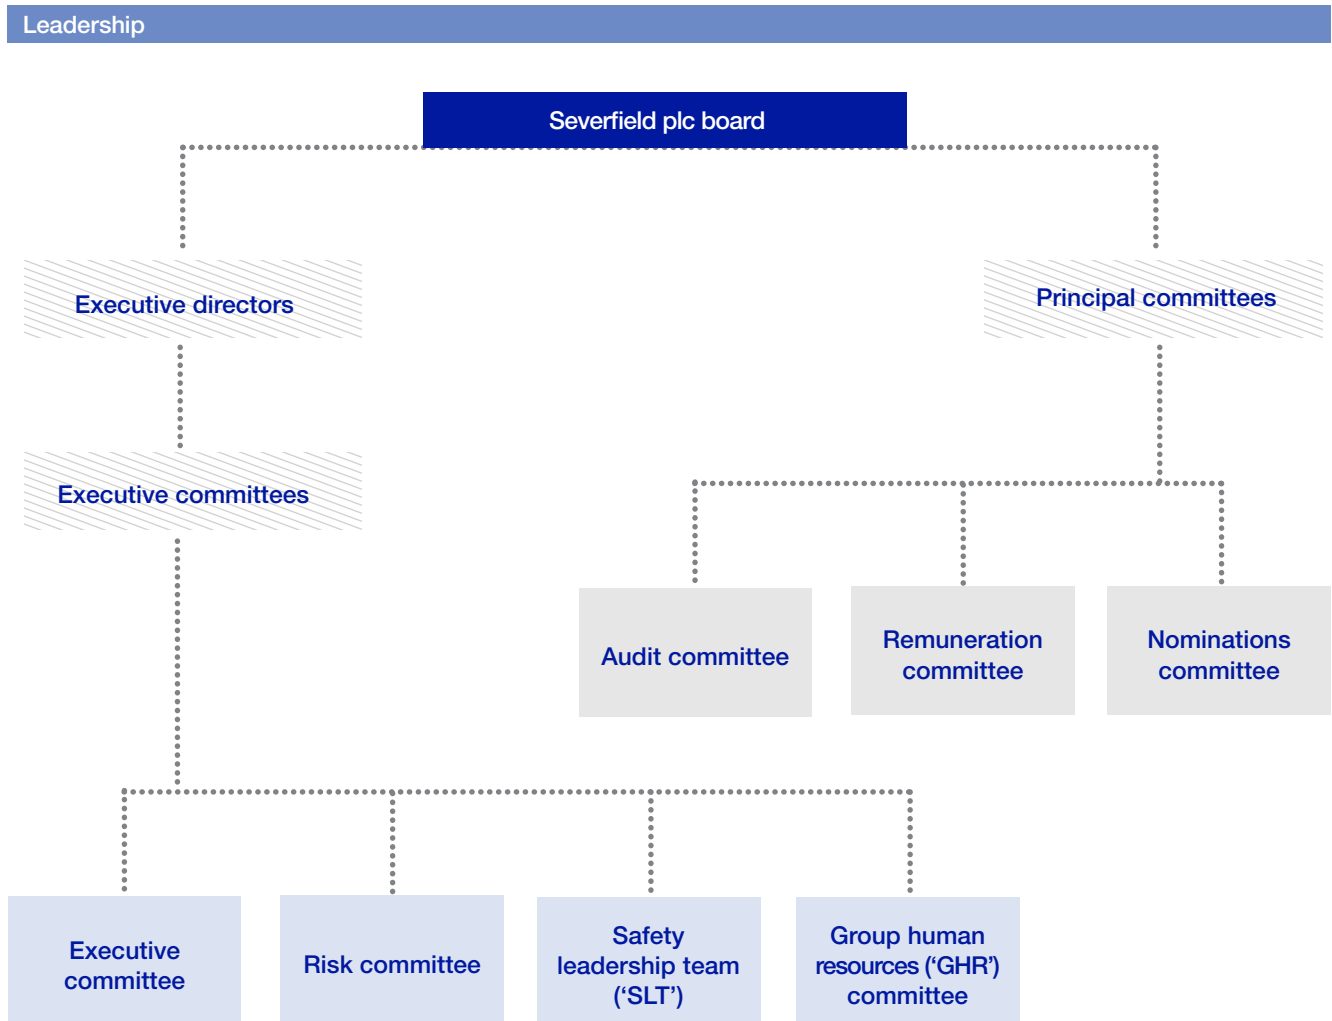 Leadership
Severfield plc board
Executive directors
Principal committees
Executive committees
Audit committee
Remuneration
committee
Nominations
committee
Executive
committee
Risk committee
Safety
leadership team
(‘SLT’)
Group human
resources (‘GHR’)
committee